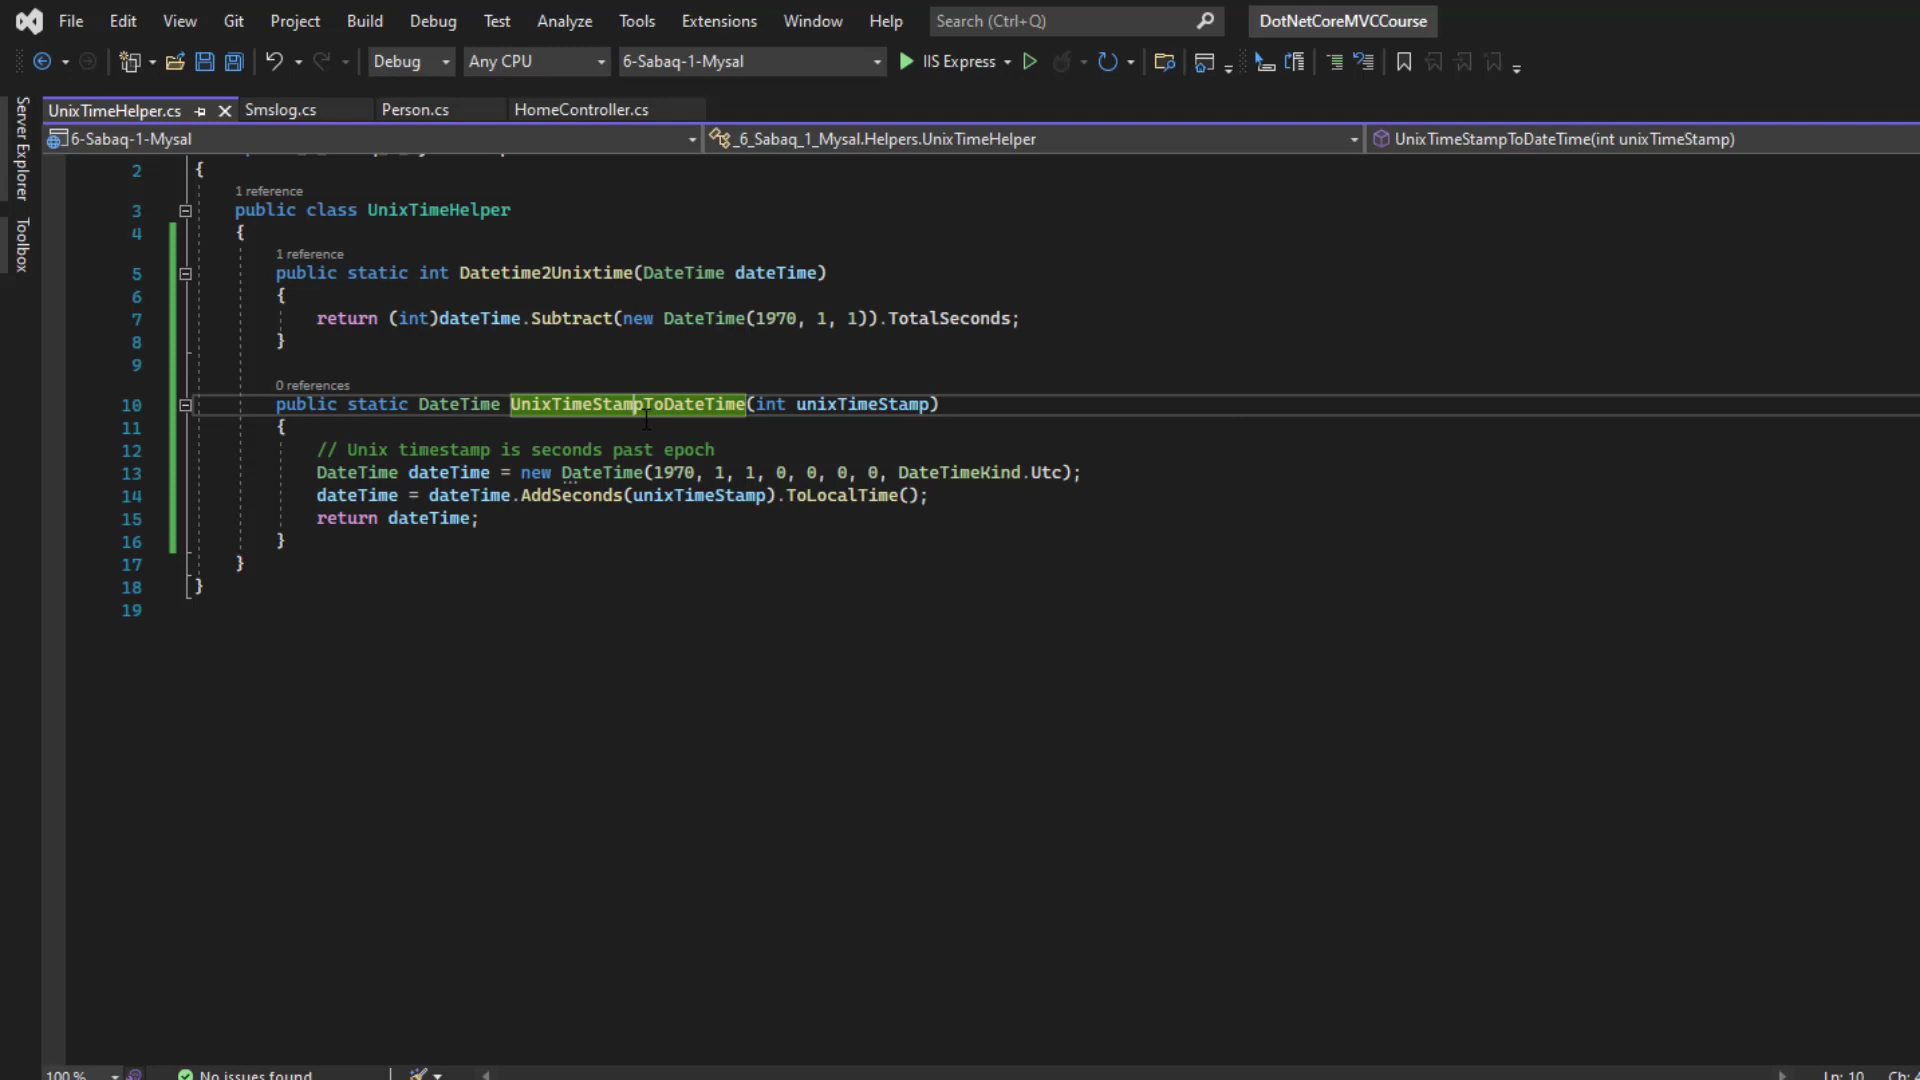 File Edit View Git Project Build Debug Test Analyze Tools Extensions Window Help Search (Ctrl+Q) DotNetCoreMVCCourse
Debug Any CPU 6-Sabaq-1-Mysal IIS Express
Server Explorer
Toolbox
UnixTimeHelper.cs Smslog.cs Person.cs HomeController.cs
6-Sabaq-1-Mysal _6_Sabaq_1_Mysal.Helpers.UnixTimeHelper UnixTimeStampToDateTime(int unixTimeStamp)
2 {
1 reference
3 public class UnixTimeHelper
4 {
1 reference
5 public static int Datetime2Unixtime(DateTime dateTime)
6 {
7 return (int)dateTime.Subtract(new DateTime(1970, 1, 1)).TotalSeconds;
8 }
9
0 references
10 public static DateTime UnixTimeStampToDateTime(int unixTimeStamp)
11 {
12 // Unix timestamp is seconds past epoch
13 DateTime dateTime = new DateTime(1970, 1, 1, 0, 0, 0, 0, DateTimeKind.Utc);
14 dateTime = dateTime.AddSeconds(unixTimeStamp).ToLocalTime();
15 return dateTime;
16 }
17 }
18 }
19
100 % No issues found Ln: 10